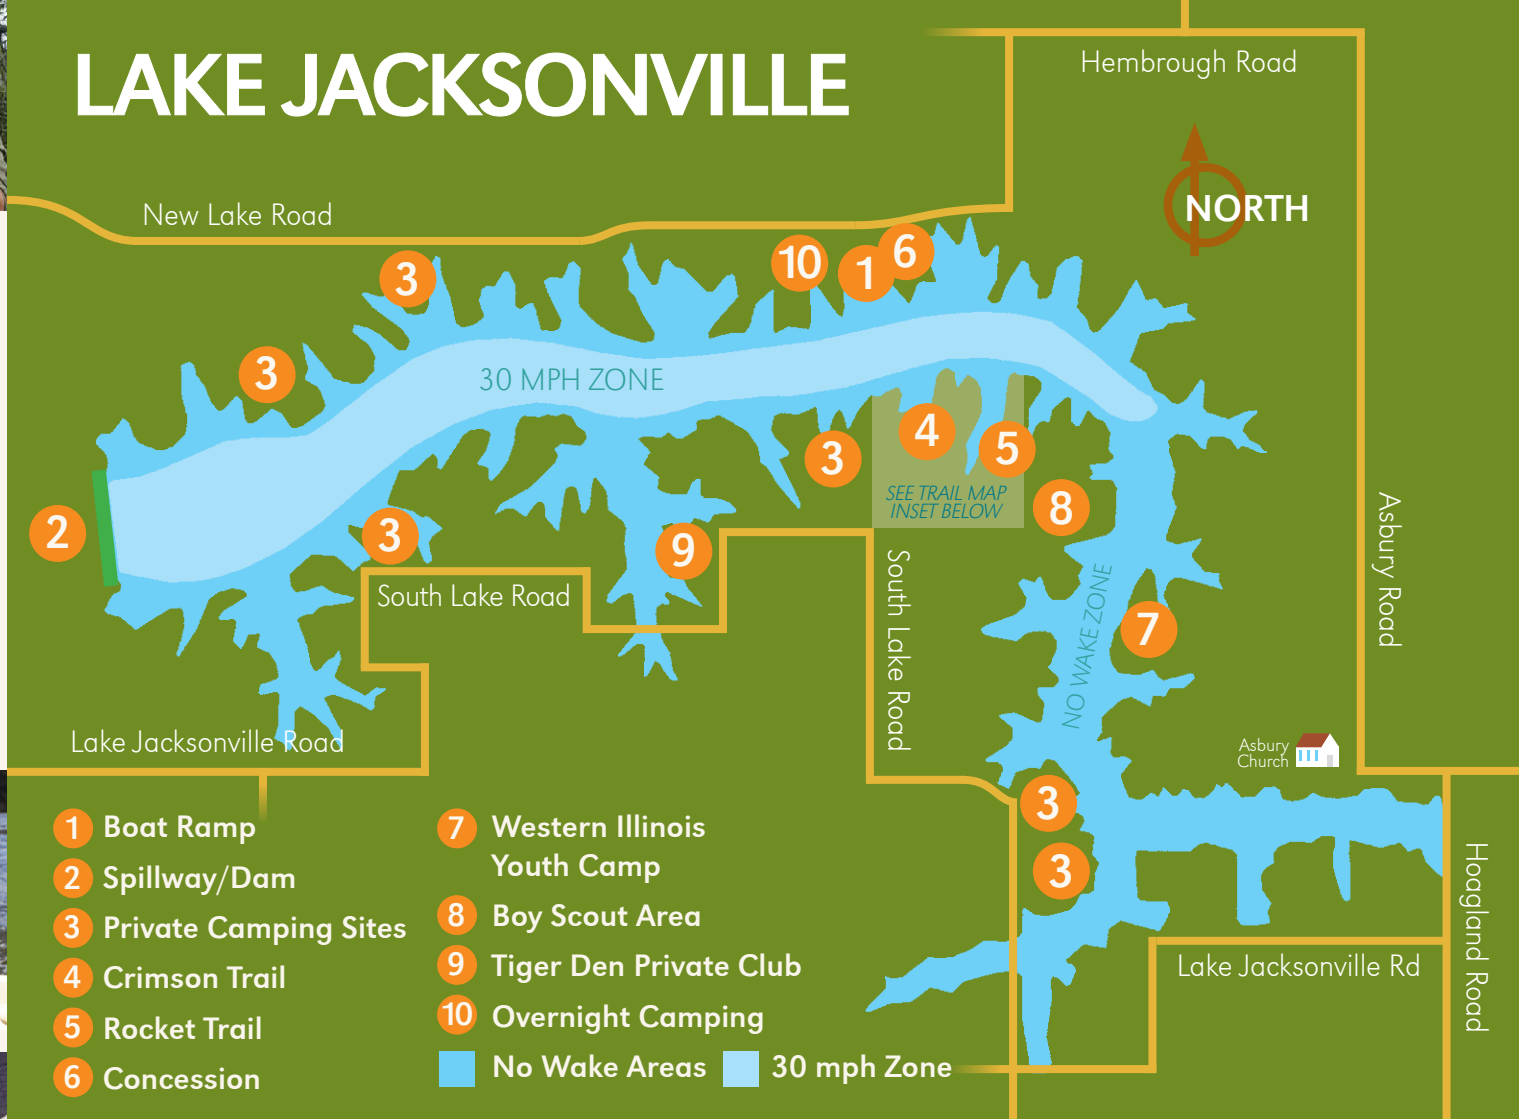 LAKE JACKSONVILLE
Hembrough Road
NORTH
New Lake Road
3
10
1
6
3
30 MPH ZONE
3
4
5
SEE TRAIL MAP
INSET BELOW
8
2
3
9
Asbury Road
South Lake Road
South Lake Road
NO WAKE ZONE
7
Lake Jacksonville Road
Asbury
Church
3
3
Hoagland Road
Lake Jacksonville Rd
1 Boat Ramp
2 Spillway/Dam
3 Private Camping Sites
4 Crimson Trail
5 Rocket Trail
6 Concession
7 Western Illinois
Youth Camp
8 Boy Scout Area
9 Tiger Den Private Club
10 Overnight Camping
No Wake Areas
30 mph Zone